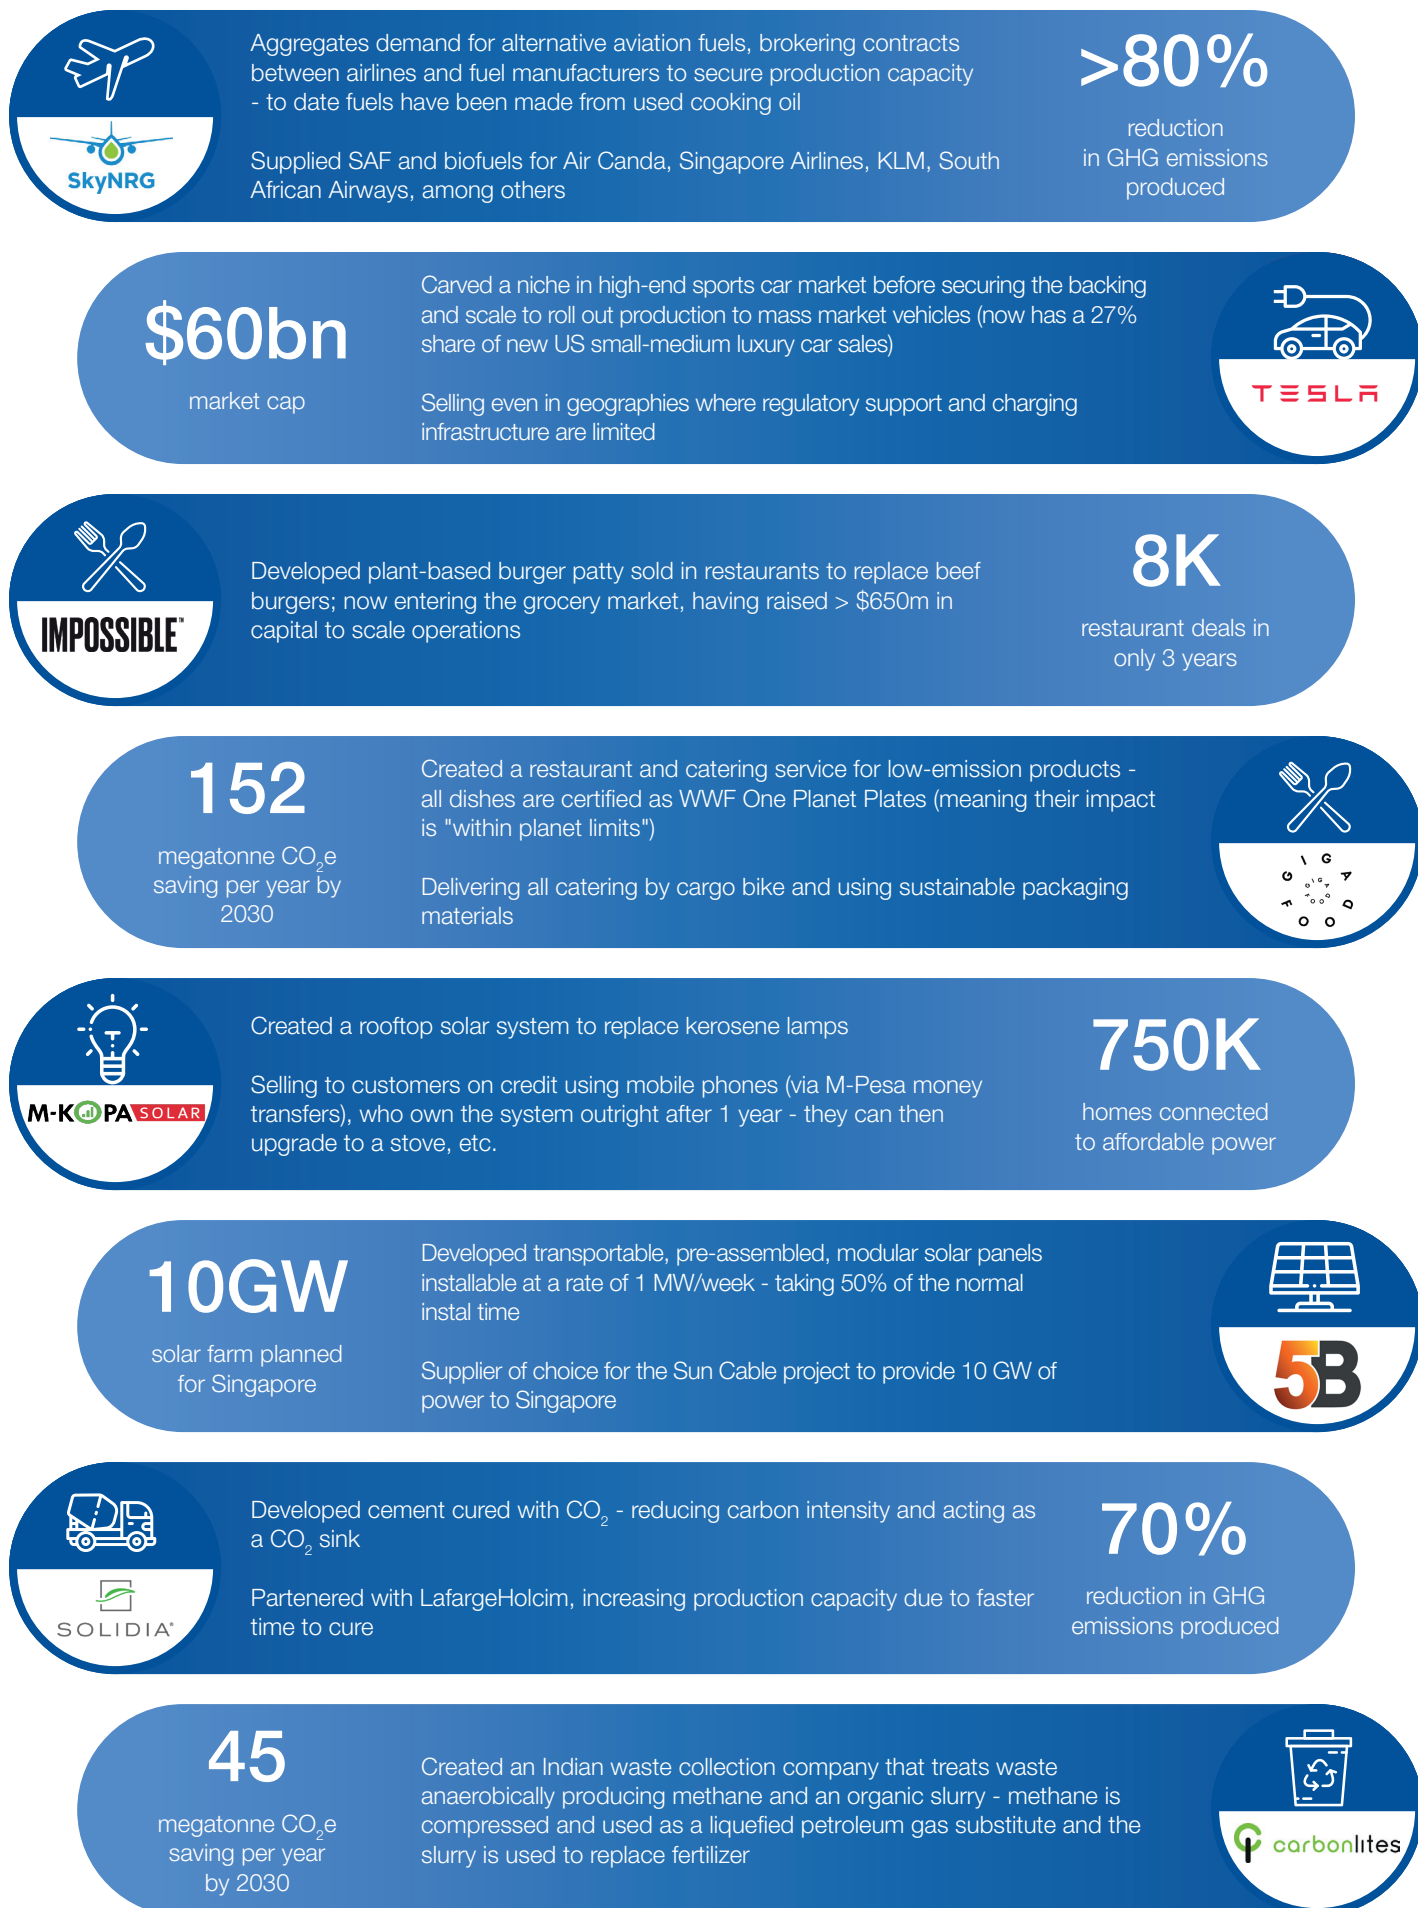 Aggregates demand for alternative aviation fuels, brokering contracts
between airlines and fuel manufacturers to secure production capacity
- to date fuels have been made from used cooking oil
Supplied SAF and biofuels for Air Canda, Singapore Airlines, KLM, South
African Airways, among others
SkyNRG
>80%
reduction
in GHG emissions
produced
$60bn
market cap
Carved a niche in high-end sports car market before securing the backing
and scale to roll out production to mass market vehicles (now has a 27%
share of new US small-medium luxury car sales)
Selling even in geographies where regulatory support and charging
infrastructure are limited
TESLA
IMPOSSIBLE™
Developed plant-based burger patty sold in restaurants to replace beef
burgers; now entering the grocery market, having raised > $650m in
capital to scale operations
8K
restaurant deals in
only 3 years
152
megatonne CO₂e
saving per year by
2030
Created a restaurant and catering service for low-emission products -
all dishes are certified as WWF One Planet Plates (meaning their impact
is "within planet limits")
Delivering all catering by cargo bike and using sustainable packaging
materials
GIGA FOOD
GIGA FOOD
M-KOPA SOLAR
Created a rooftop solar system to replace kerosene lamps
Selling to customers on credit using mobile phones (via M-Pesa money
transfers), who own the system outright after 1 year - they can then
upgrade to a stove, etc.
750K
homes connected
to affordable power
10GW
solar farm planned
for Singapore
Developed transportable, pre-assembled, modular solar panels
installable at a rate of 1 MW/week - taking 50% of the normal
instal time
Supplier of choice for the Sun Cable project to provide 10 GW of
power to Singapore
5B
SOLIDIA®
Developed cement cured with CO₂ - reducing carbon intensity and acting as
a CO₂ sink
Partenered with LafargeHolcim, increasing production capacity due to faster
time to cure
70%
reduction in GHG
emissions produced
45
megatonne CO₂e
saving per year
by 2030
Created an Indian waste collection company that treats waste
anaerobically producing methane and an organic slurry - methane is
compressed and used as a liquefied petroleum gas substitute and the
slurry is used to replace fertilizer
carbonlites